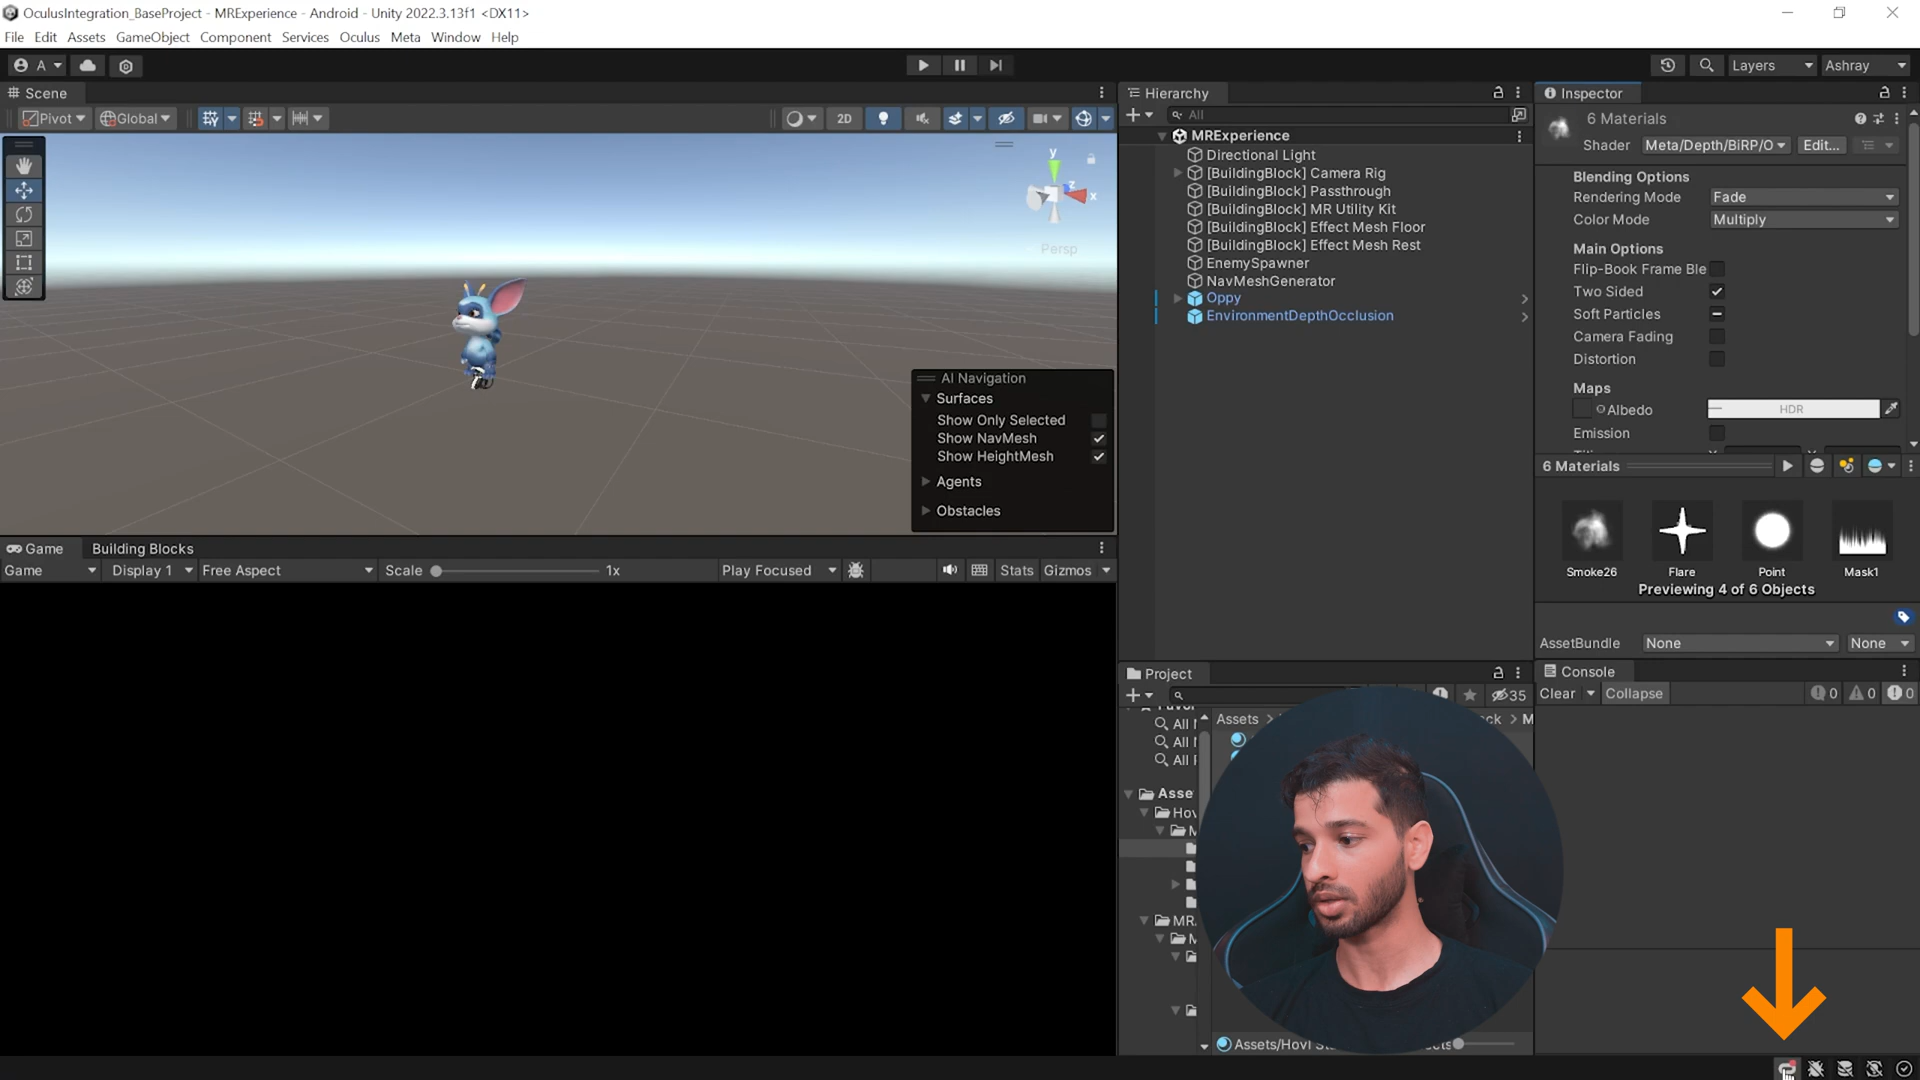 OculusIntegration_BaseProject - MRExperience - Android - Unity 2022.3.13f1 <DX11>
File Edit Assets GameObject Component Services Oculus Meta Window Help
A
Layers
Ashray
Scene
Pivot Global
2D
y
z
x
Persp
AI Navigation
Surfaces
Show Only Selected
Show NavMesh
Show HeightMesh
Agents
Obstacles
Game Building Blocks
Game Display 1 Free Aspect Scale 1x Play Focused Stats Gizmos
Hierarchy
All
MRExperience
Directional Light
[BuildingBlock] Camera Rig
[BuildingBlock] Passthrough
[BuildingBlock] MR Utility Kit
[BuildingBlock] Effect Mesh Floor
[BuildingBlock] Effect Mesh Rest
EnemySpawner
NavMeshGenerator
Oppy
EnvironmentDepthOcclusion
Project
35
All
All
All
Assets >
ck > M
Asse
Hov
M
MR
M
Assets/Hovl
Inspector
6 Materials
Shader Meta/Depth/BiRP/O Edit...
Blending Options
Rendering Mode Fade
Color Mode Multiply
Main Options
Flip-Book Frame Ble
Two Sided
Soft Particles
Camera Fading
Distortion
Maps
Albedo HDR
Emission
6 Materials
Smoke26 Flare Point Mask1
Previewing 4 of 6 Objects
AssetBundle None None
Console
Clear Collapse 0 0 0